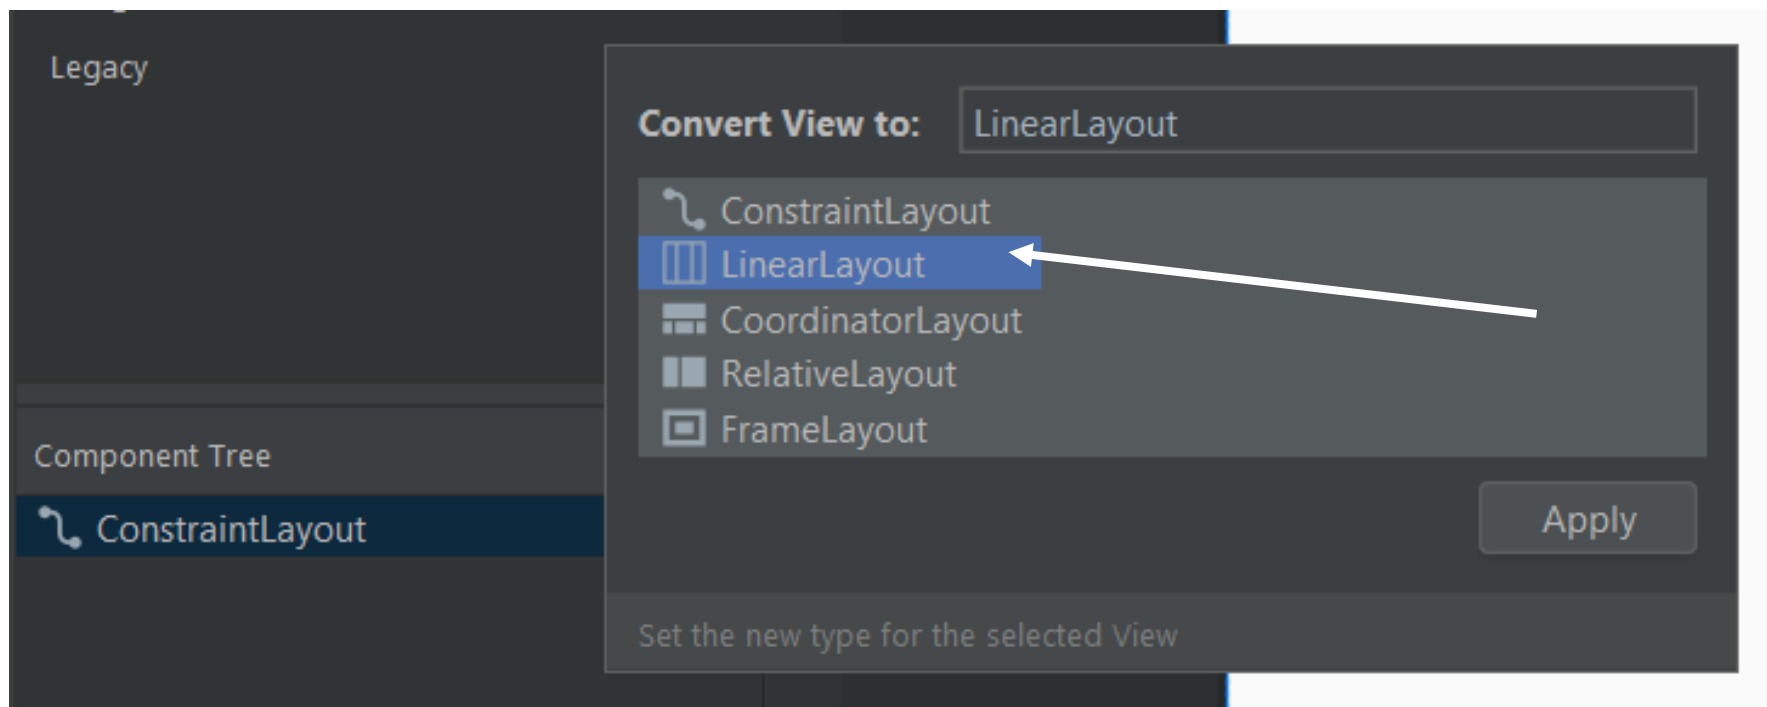 Legacy
Convert View to: LinearLayout
ConstraintLayout
LinearLayout
CoordinatorLayout
RelativeLayout
FrameLayout
Apply
Set the new type for the selected View
Component Tree
ConstraintLayout